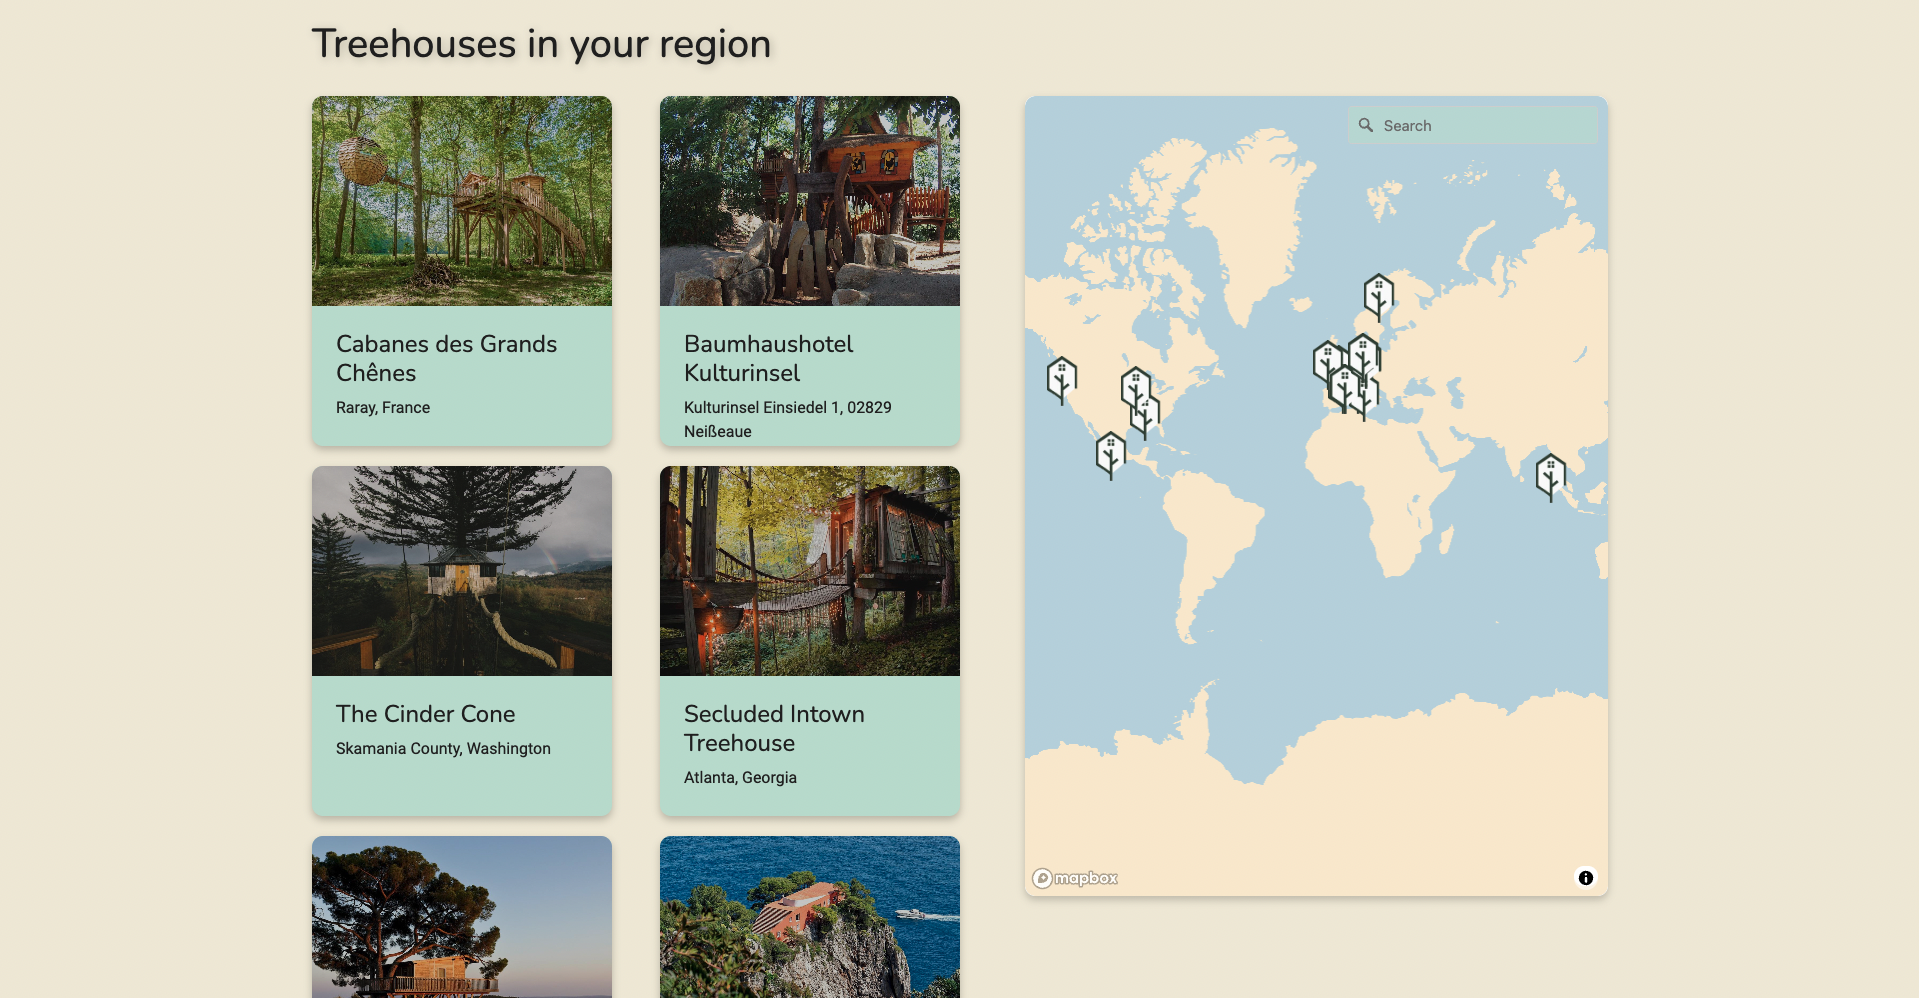 Treehouses in your region
Search
Cabanes des Grands
Chênes
Raray, France
Baumhaushotel
Kulturinsel
Kulturinsel Einsiedel 1, 02829
Neißeaue
The Cinder Cone
Skamania County, Washington
Secluded Intown
Treehouse
Atlanta, Georgia
mapbox